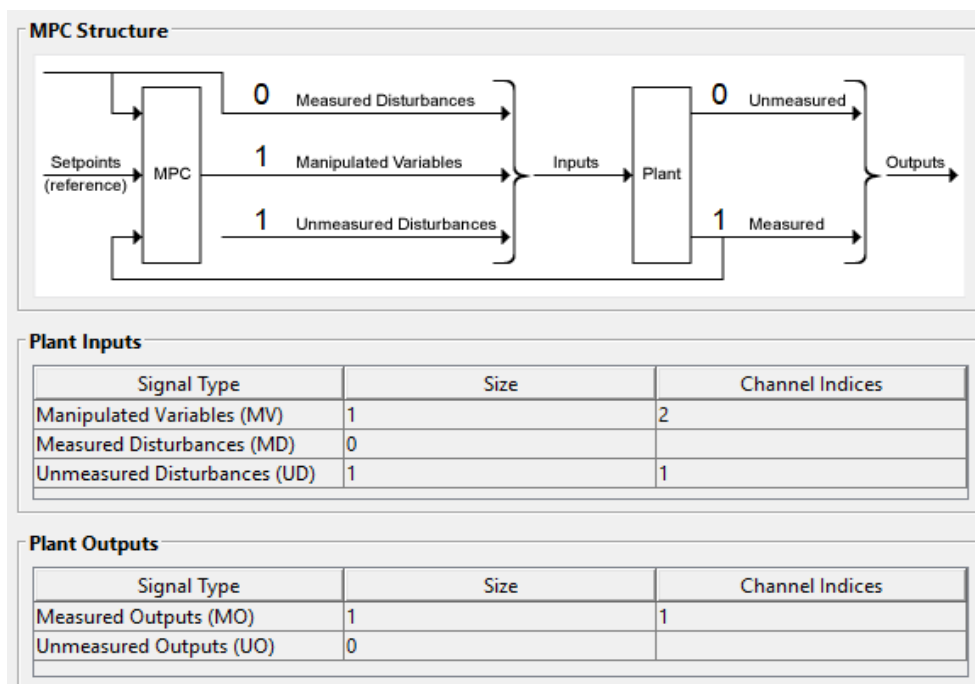 MPC Structure
0 Measured Disturbances
0 Unmeasured
Setpoints
(reference)
MPC
1 Manipulated Variables
Inputs
Plant
Outputs
1 Unmeasured Disturbances
1 Measured
Plant Inputs
Signal Type Size Channel Indices
Manipulated Variables (MV) 1 2
Measured Disturbances (MD) 0
Unmeasured Disturbances (UD) 1 1
Plant Outputs
Signal Type Size Channel Indices
Measured Outputs (MO) 1 1
Unmeasured Outputs (UO) 0